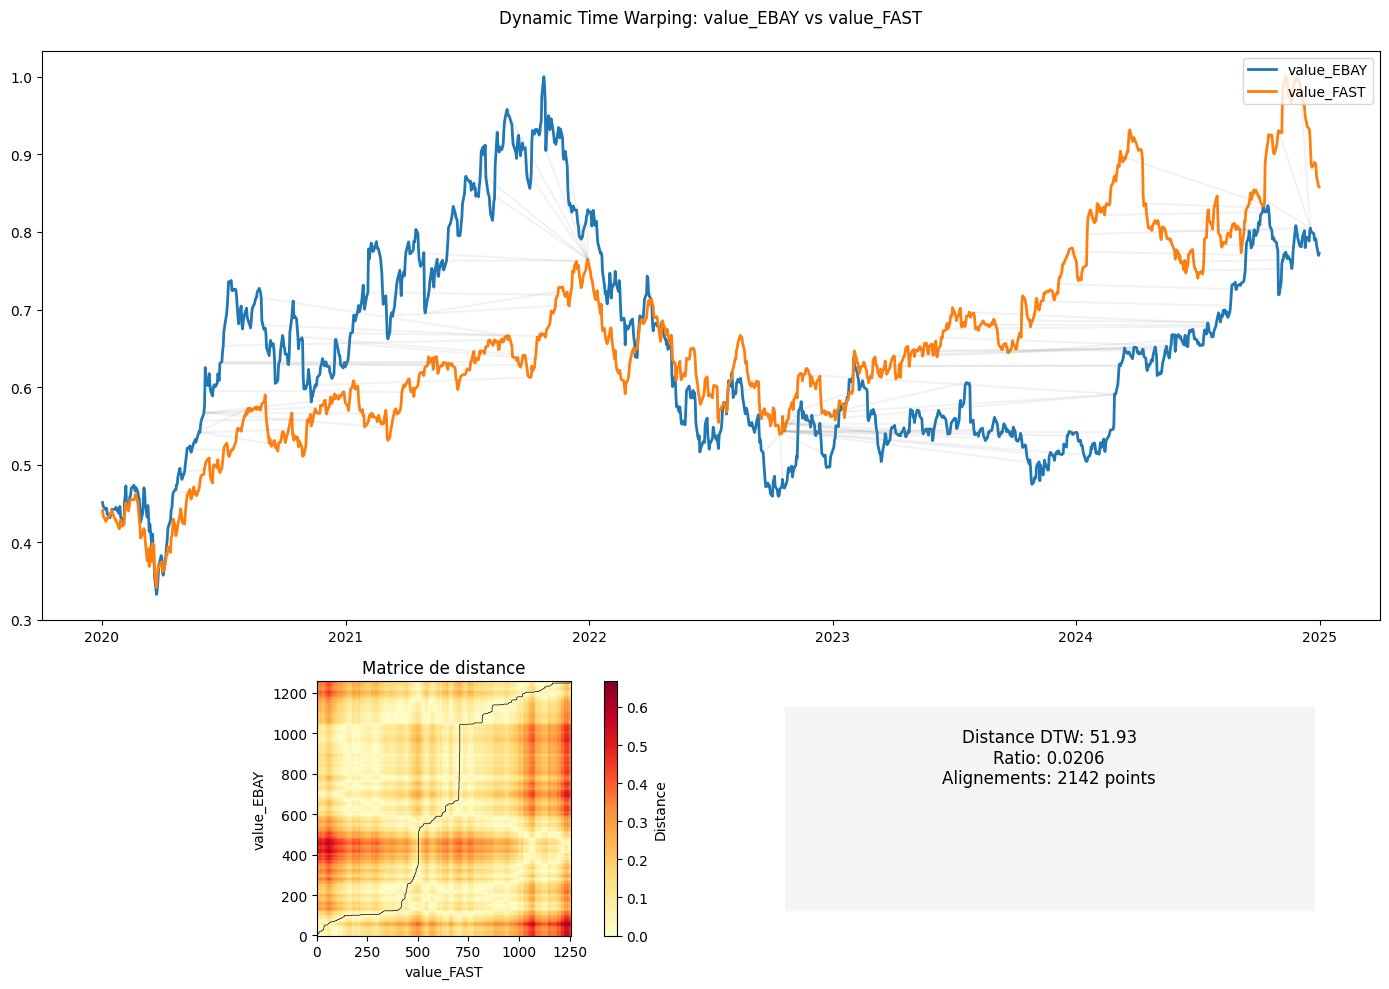 Dynamic Time Warping: value_EBAY vs value_FAST
1.0
0.9
0.8
0.7
0.6
0.5
0.4
0.3
value_EBAY
value_FAST
2020 2021 2022 2023 2024 2025
Matrice de distance
value_EBAY
1200
1000
800
600
400
200
0
0 250 500 750 1000 1250
value_FAST
0.6
0.5
0.4
0.3
0.2
0.1
0.0
Distance
Distance DTW: 51.93
Ratio: 0.0206
Alignements: 2142 points